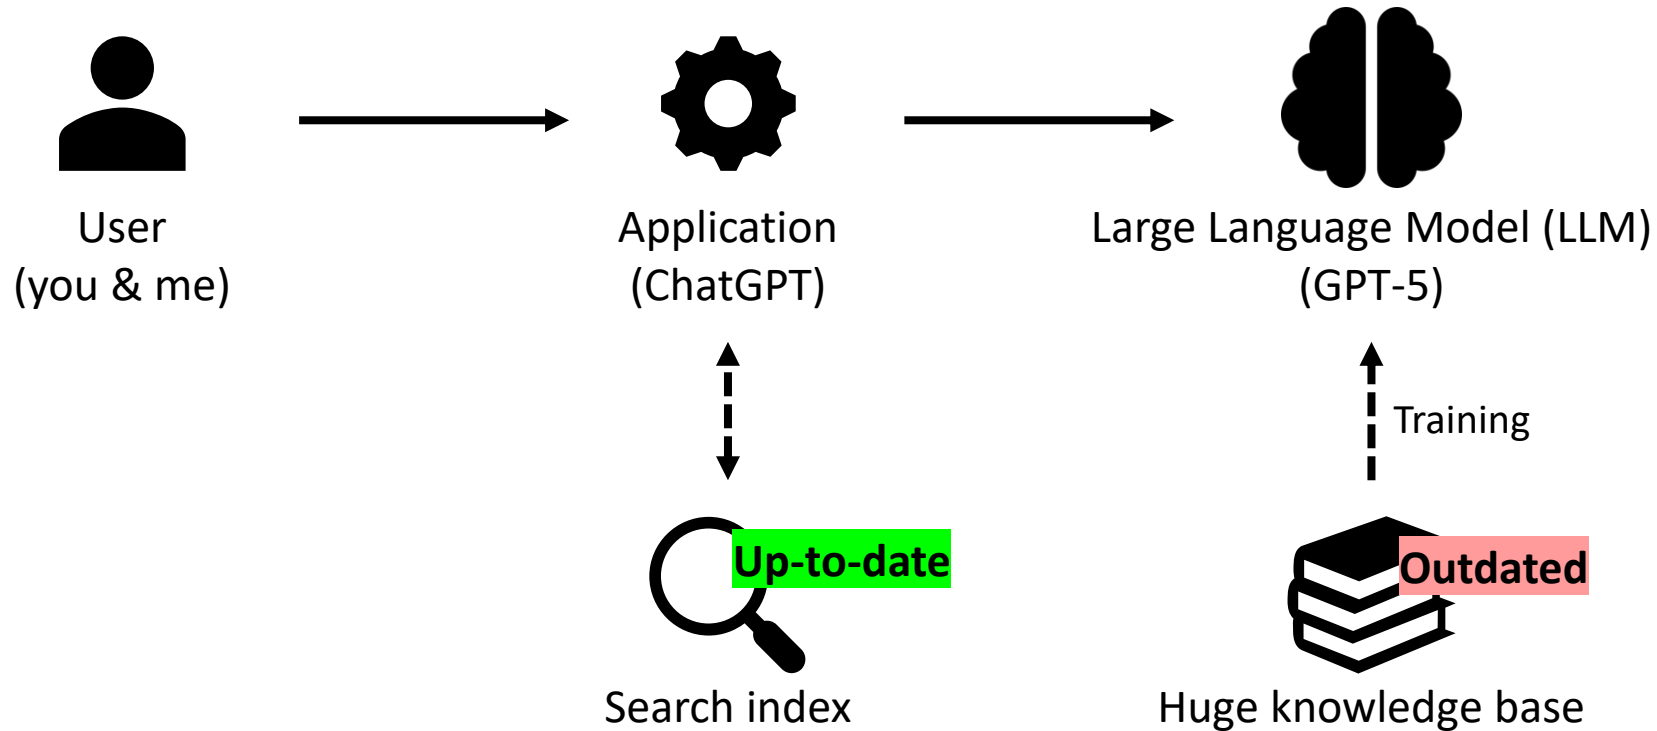 User
(you & me)
Application
(ChatGPT)
Large Language Model (LLM)
(GPT-5)
Training
Up-to-date
Outdated
Search index
Huge knowledge base